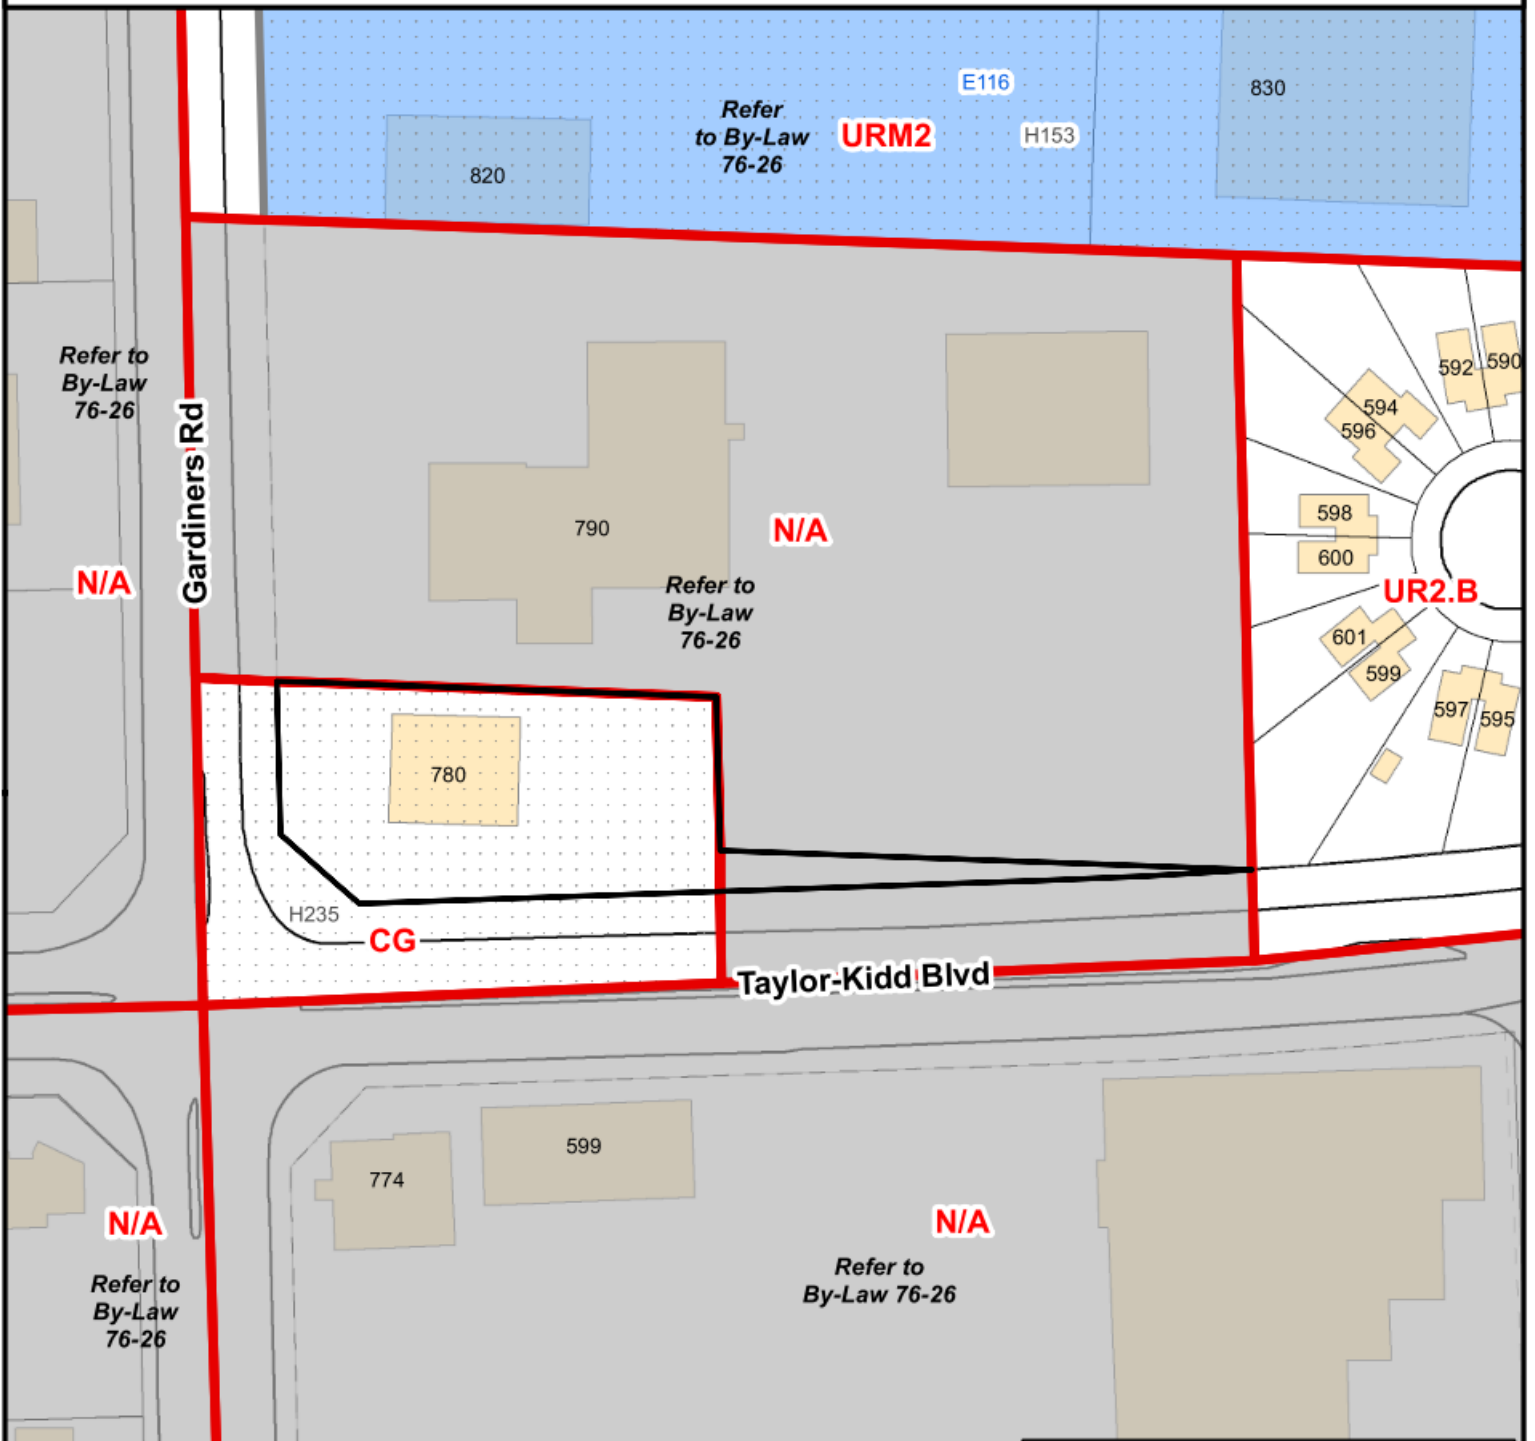 E116
830
Refer
to By-Law
76-26
URM2
H153
820
Refer to
By-Law
76-26
592
590
594
596
Gardiners Rd
598
790
N/A
600
N/A
Refer to
By-Law
76-26
UR2.B
601
599
597
595
780
H235
CG
Taylor-Kidd Blvd
599
774
N/A
N/A
Refer to
By-Law
76-26
Refer to
By-Law 76-26